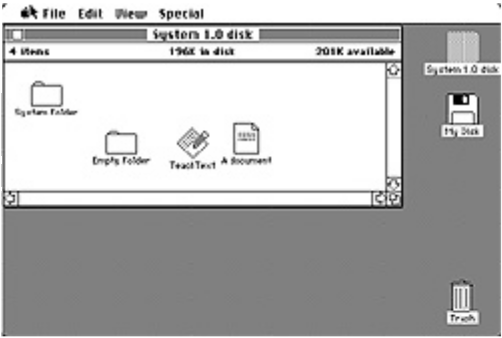 File Edit View Special
System 1.0 disk
4 items 196K in disk 201K available
System Folder
Empty Folder
TeachText
A document
System 1.0 disk
My Disk
Trash